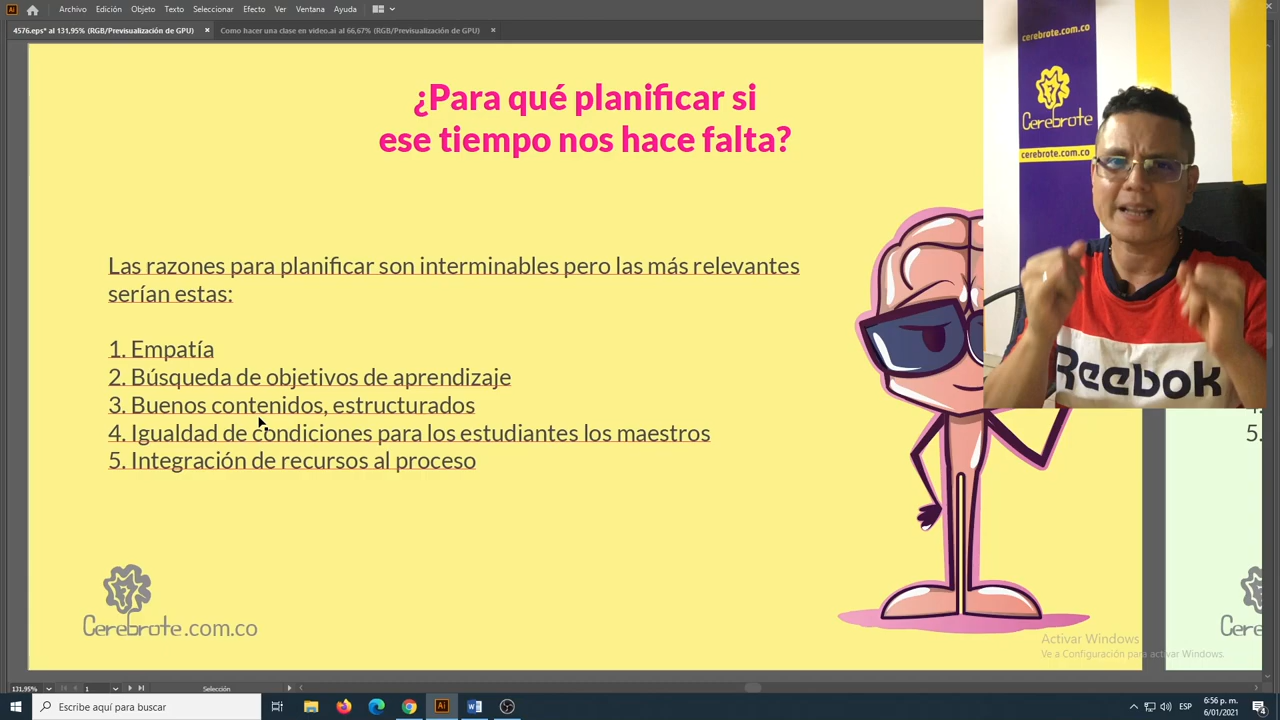 Archivo Edición Objeto Texto Seleccionar Efecto Ver Ventana Ayuda
4576.eps* al 131,95% (RGB/Previsualización de GPU) × Como hacer una clase en video.ai al 66,67% (RGB/Previsualización de GPU) ×
¿Para qué planificar si
ese tiempo nos hace falta?
Las razones para planificar son interminables pero las más relevantes
serían estas:
1. Empatía
2. Búsqueda de objetivos de aprendizaje
3. Buenos contenidos, estructurados
4. Igualdad de condiciones para los estudiantes los maestros
5. Integración de recursos al proceso
Cerebrote.com.co
cerebrote.com.co
Cerebrote
cerebrote.com.co
Reebok
5.
Cere
Activar Windows
Ve a Configuración para activar Windows.
131,95% 1 Selección
Escribe aquí para buscar
ESP
6:56 p. m.
6/01/2021
4